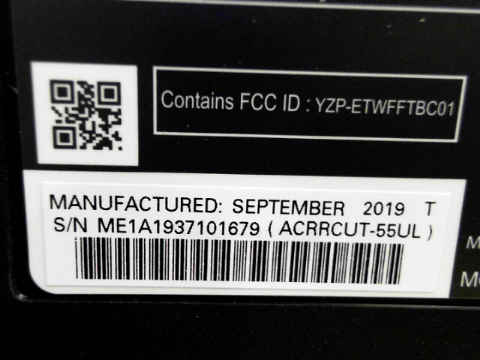 Contains FCC ID : YZP-ETWFFTBC01
MANUFACTURED: SEPTEMBER 2019 T
S/N ME1A1937101679 ( ACRRCUT-55UL )